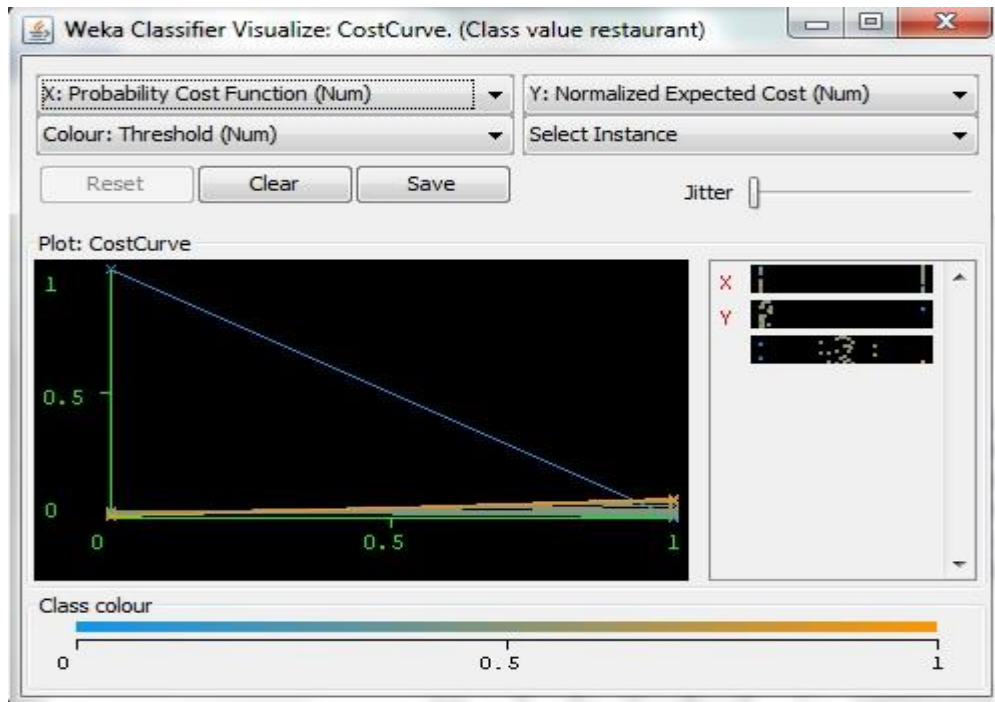 Weka Classifier Visualize: CostCurve. (Class value restaurant)
X: Probability Cost Function (Num) Y: Normalized Expected Cost (Num)
Colour: Threshold (Num) Select Instance
Reset Clear Save Jitter
Plot: CostCurve
1
0.5
0
0 0.5 1
X
Y
Class colour
0 0.5 1